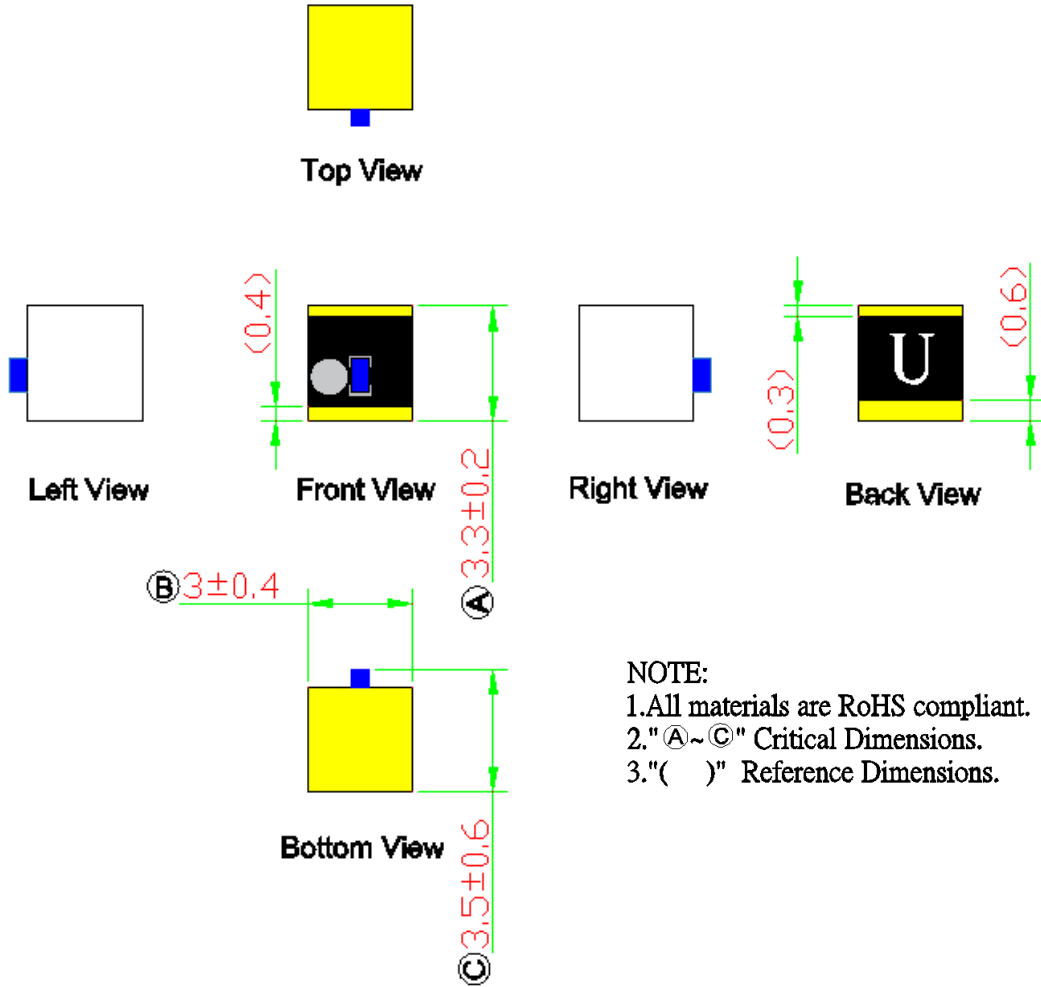 Top View
(0.4)
(0.3)
(0.6)
U
Left View
Front View
Right View
Back View
Ⓐ3.3±0.2
Ⓑ3±0.4
NOTE:
1.All materials are RoHS compliant.
2."Ⓐ~Ⓒ" Critical Dimensions.
3."( )" Reference Dimensions.
Bottom View
Ⓒ3.5±0.6